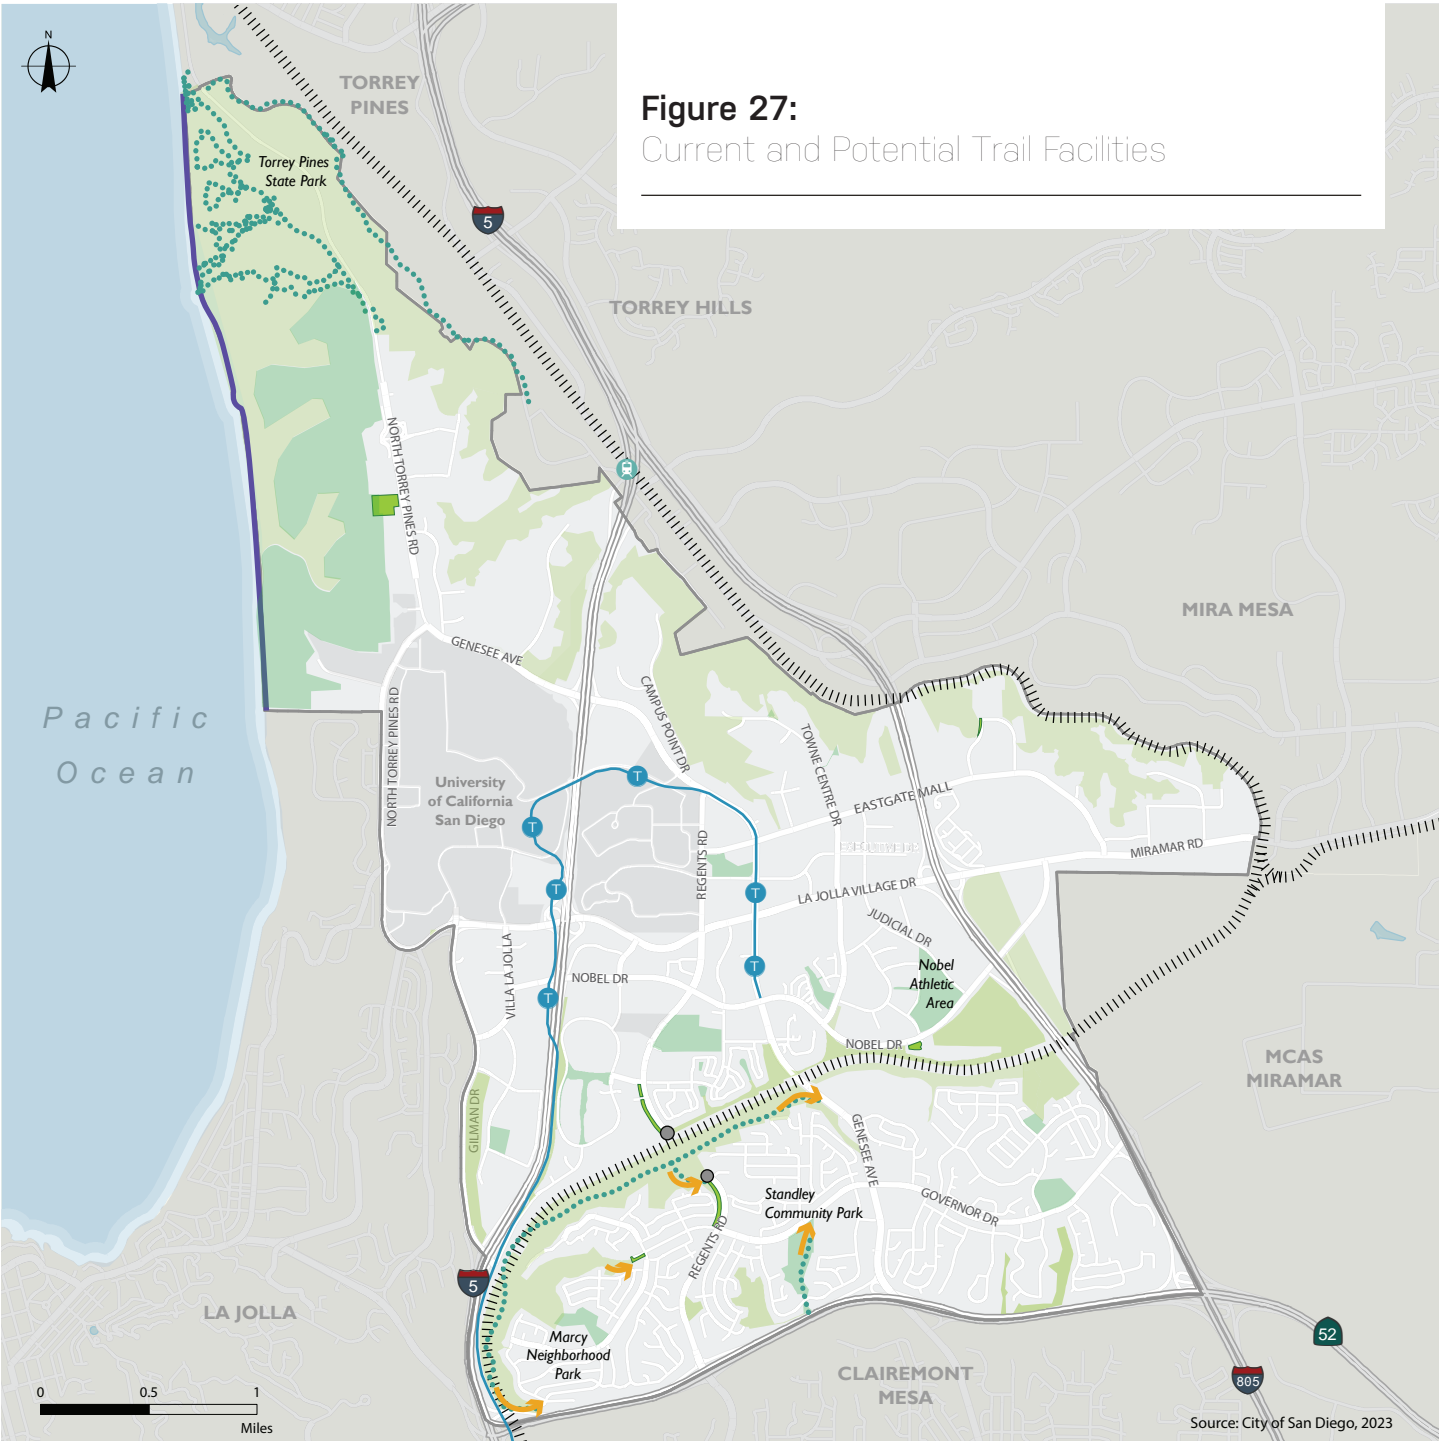 Figure 27:
Current and Potential Trail Facilities
N
TORREY
PINES
Torrey Pines
State Park
5
TORREY HILLS
NORTH TORREY PINES RD
MIRA MESA
GENESEE AVE
CAMPUS POINT DR
NORTH TORREY PINES RD
Pacific
Ocean
TOWNE CENTRE DR
University
of California
San Diego
T
T
EASTGATE MALL
EXECUTIVE DR
REGENTS RD
MIRAMAR RD
T
T
LA JOLLA VILLAGE DR
JUDICIAL DR
VILLA LA JOLLA
NOBEL DR
T
T
Nobel
Athletic
Area
NOBEL DR
MCAS
MIRAMAR
GILMAN DR
GENESEE AVE
Standley
Community Park
GOVERNOR DR
REGENTS RD
5
LA JOLLA
Marcy
Neighborhood
Park
52
CLAIREMONT
MESA
805
0 0.5 1
Miles
Source: City of San Diego, 2023